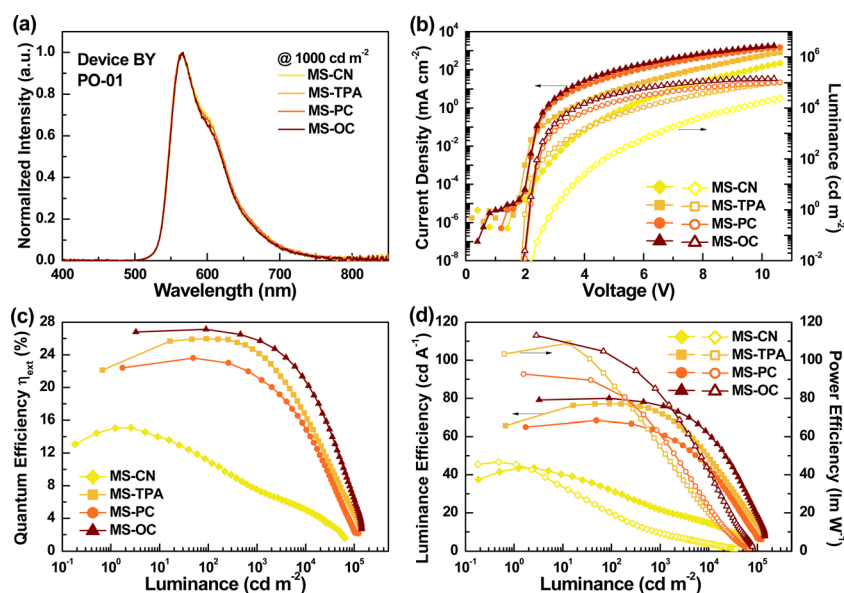 (a)
Device BY
PO-01
@ 1000 cd m-2
MS-CN
MS-TPA
MS-PC
MS-OC
Normalized Intensity (a.u.)
1.0
0.8
0.6
0.4
0.2
0.0
400 500 600 700 800
Wavelength (nm)
(b)
Current Density (mA cm-2)
10^4
10^2
10^0
10^-2
10^-4
10^-6
10^-8
Luminance (cd m-2)
10^6
10^4
10^2
10^0
10^-2
MS-CN
MS-TPA
MS-PC
MS-OC
0 2 4 6 8 10
Voltage (V)
(c)
Quantum Efficiency ηext (%)
28
24
20
16
12
8
4
0
MS-CN
MS-TPA
MS-PC
MS-OC
10^-1 10^0 10^1 10^2 10^3 10^4 10^5
Luminance (cd m-2)
(d)
Luminance Efficiency (cd A-1)
120
100
80
60
40
20
0
Power Efficiency (lm W-1)
120
100
80
60
40
20
0
MS-CN
MS-TPA
MS-PC
MS-OC
10^-1 10^0 10^1 10^2 10^3 10^4 10^5
Luminance (cd m-2)